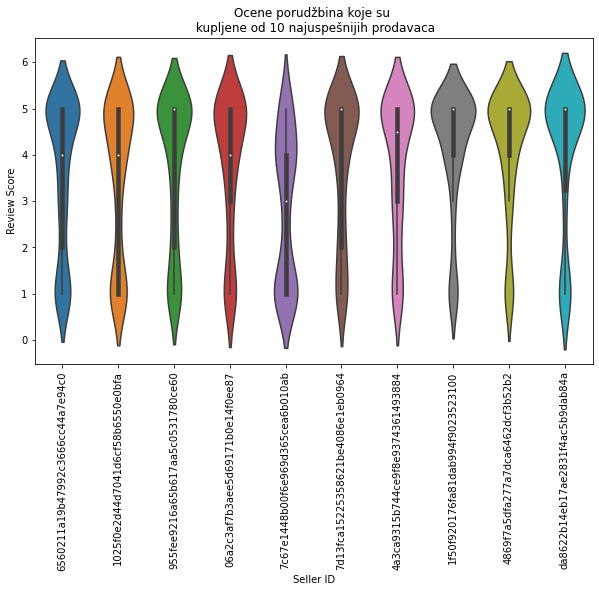 Ocene porudžbina koje su
kupljene od 10 najuspešnijih prodavaca
Review Score
6
5
4
3
2
1
0
6560211a19b47992c3666cc44a7e94c0
1025f0e2d44d7041d6cf58b6550e0bfa
955fee9216a65b617aa5c0531780ce60
06a2c3af7b3aee5d69171b0e14f0ee87
7c67e1448b00f6e969d365cea6b010ab
7d13fca15225358621be4086e1eb0964
4a3ca9315b744ce9f8e9374361493884
1f50f920176fa81dab994f9023523100
4869f7a5dfa277a7dca6462dcf3b52b2
da8622b14eb17ae2831f4ac5b9dab84a
Seller ID